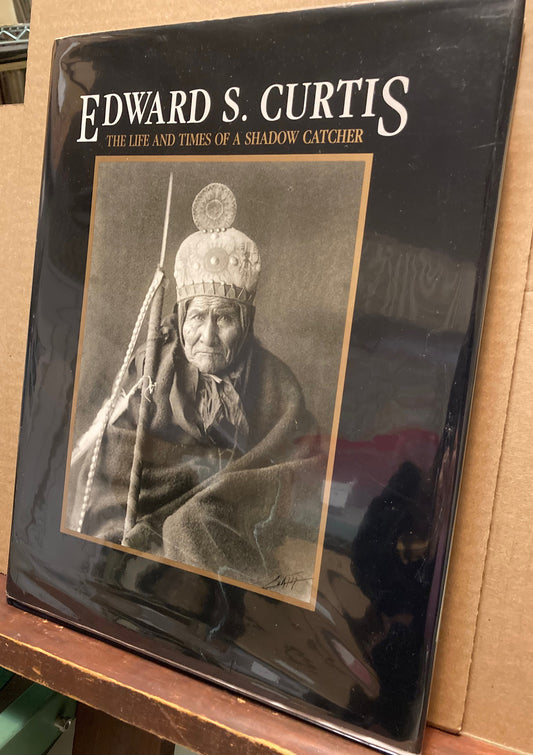 EDWARD S. CURTIS
THE LIFE AND TIMES OF A SHADOW CATCHER